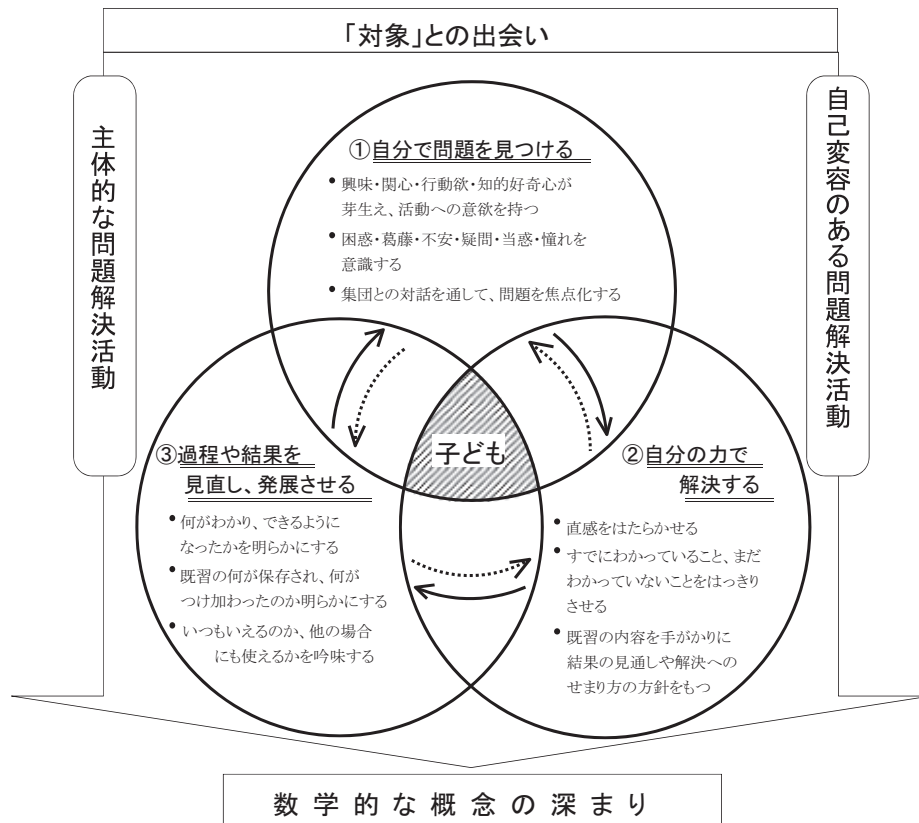 「対象」との出会い
主体的な問題解決活動
自己変容のある問題解決活動
①自分で問題を見つける
•興味・関心・行動欲・知的好奇心が
芽生え、活動への意欲を持つ
•困惑・葛藤・不安・疑問・当惑・憧れを
意識する
•集団との対話を通して、問題を焦点化する
子ども
③過程や結果を
見直し、発展させる
•何がわかり、できるように
なったかを明らかにする
•既習の何が保存され、何が
つけ加わったのか明らかにする
•いつもいえるのか、他の場合
にも使えるかを吟味する
②自分の力で
解決する
•直感をはたらかせる
•すでにわかっていること、まだ
わかっていないことをはっきり
させる
•既習の内容を手がかりに
結果の見通しや解決への
せまり方の方針をもつ
数学的な概念の深まり